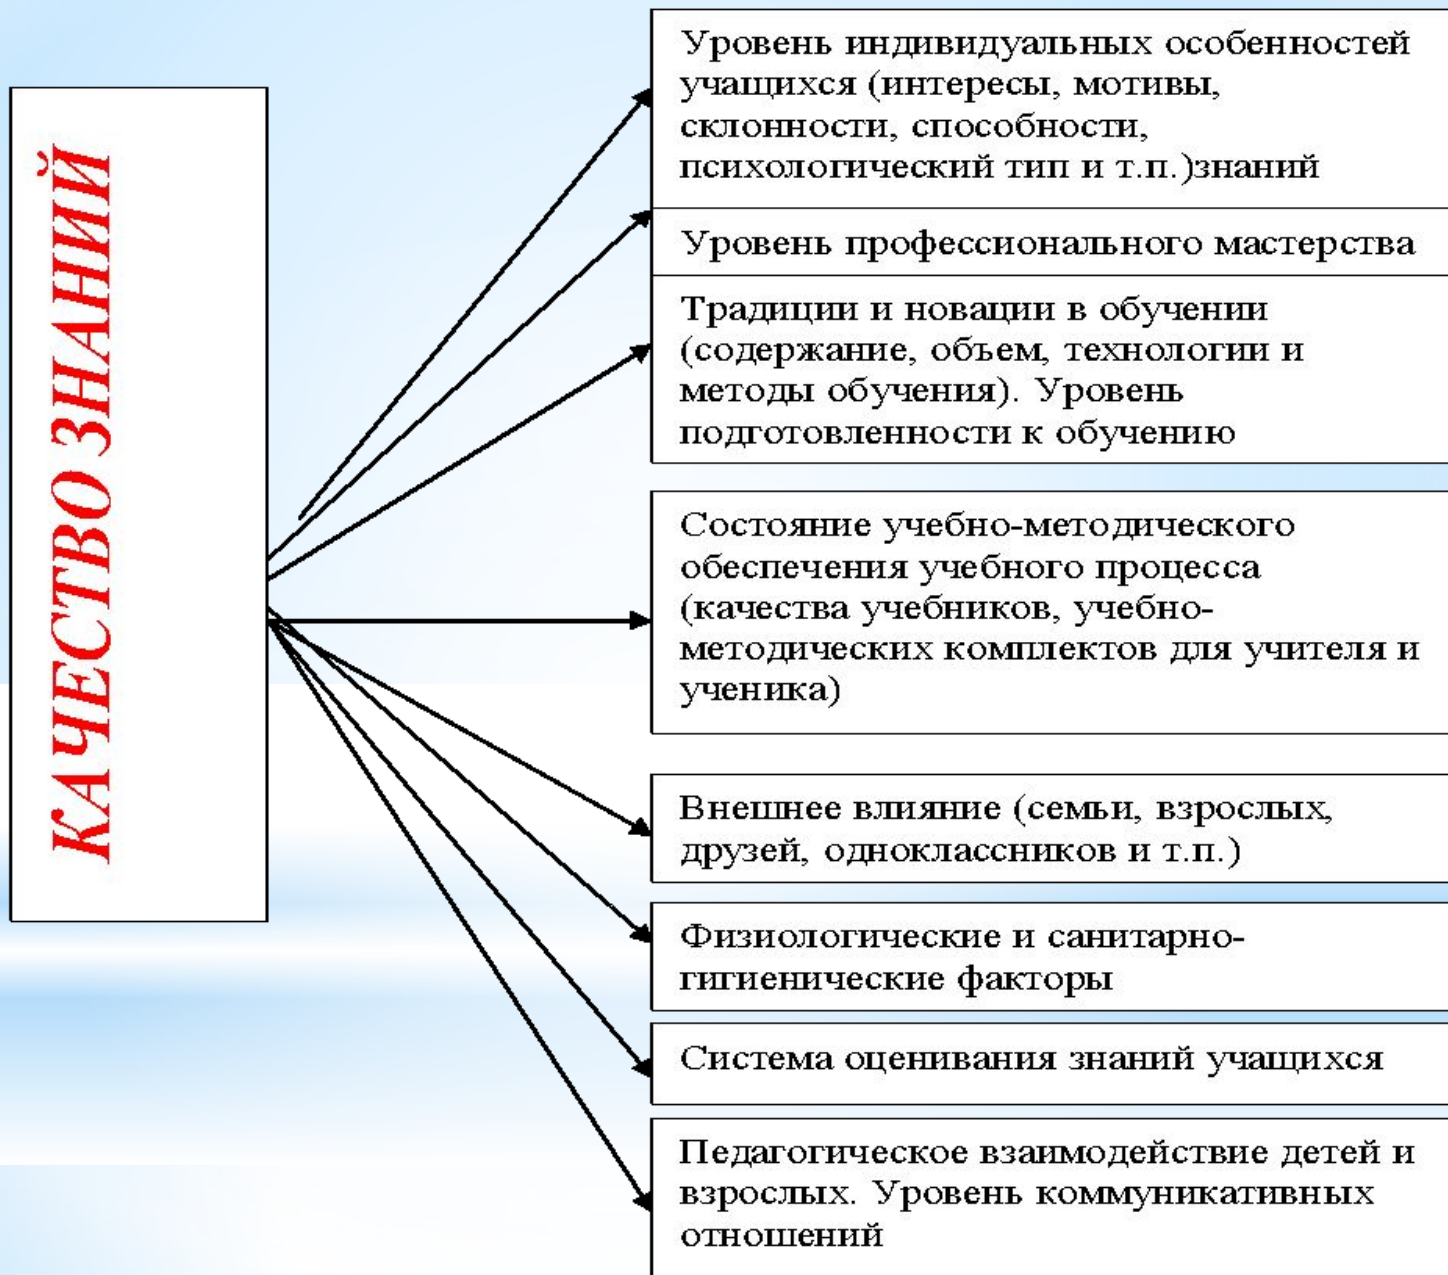 КАЧЕСТВО ЗНАНИЙ
Уровень индивидуальных особенностей
учащихся (интересы, мотивы,
склонности, способности,
психологический тип и т.п.)знаний
Уровень профессионального мастерства
Традиции и новации в обучении
(содержание, объем, технологии и
методы обучения). Уровень
подготовленности к обучению
Состояние учебно-методического
обеспечения учебного процесса
(качества учебников, учебно-
методических комплектов для учителя и
ученика)
Внешнее влияние (семьи, взрослых,
друзей, одноклассников и т.п.)
Физиологические и санитарно-
гигиенические факторы
Система оценивания знаний учащихся
Педагогическое взаимодействие детей и
взрослых. Уровень коммуникативных
отношений